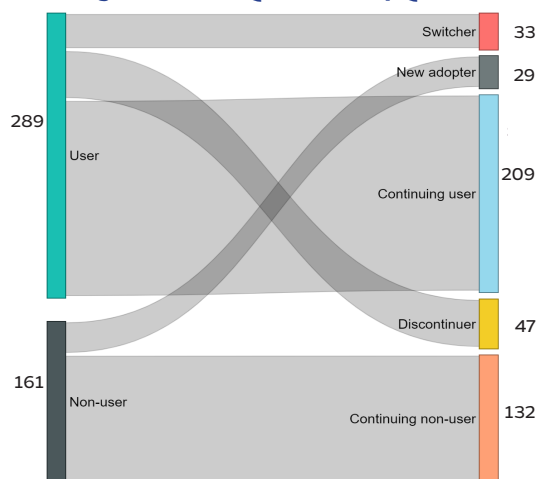 Switcher 33
New adopter 29
289
User
209
Continuing user
Discontinuer 47
161
Non-user
132
Continuing non-user